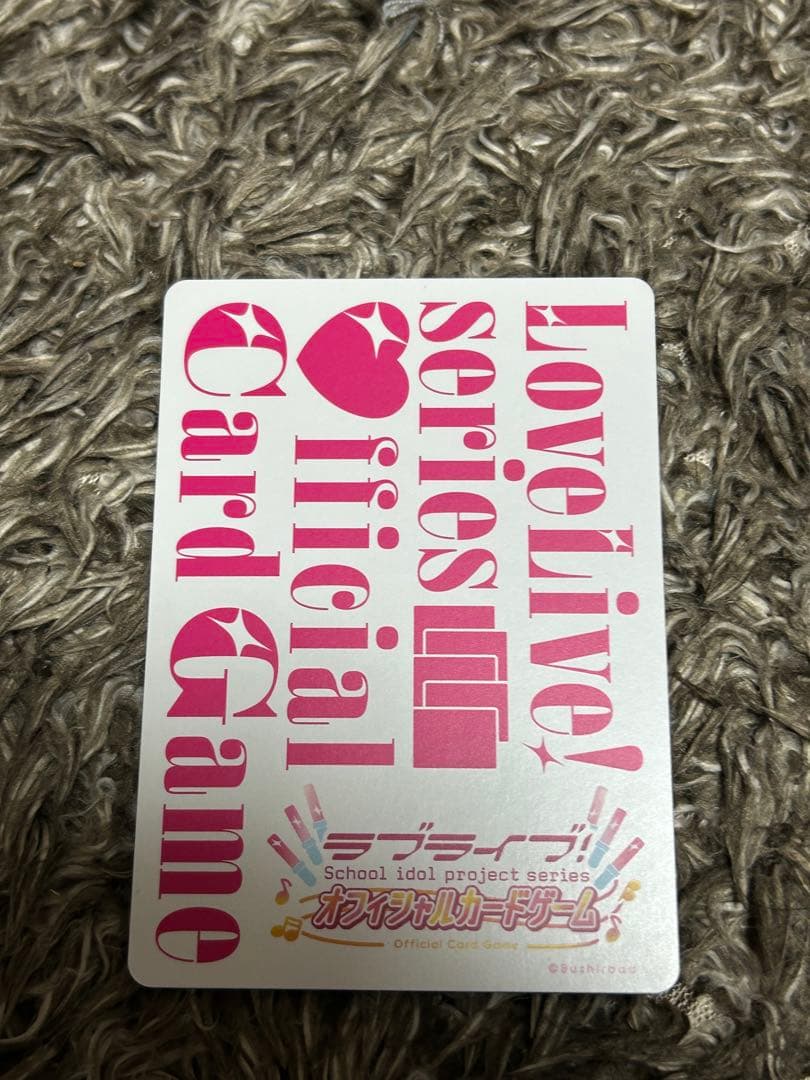 LoveLive!
series
♥fficial
Card Game
ラブライブ!
School idol project series
オフィシャルカードゲーム
Official Card Game
©Bushiroad